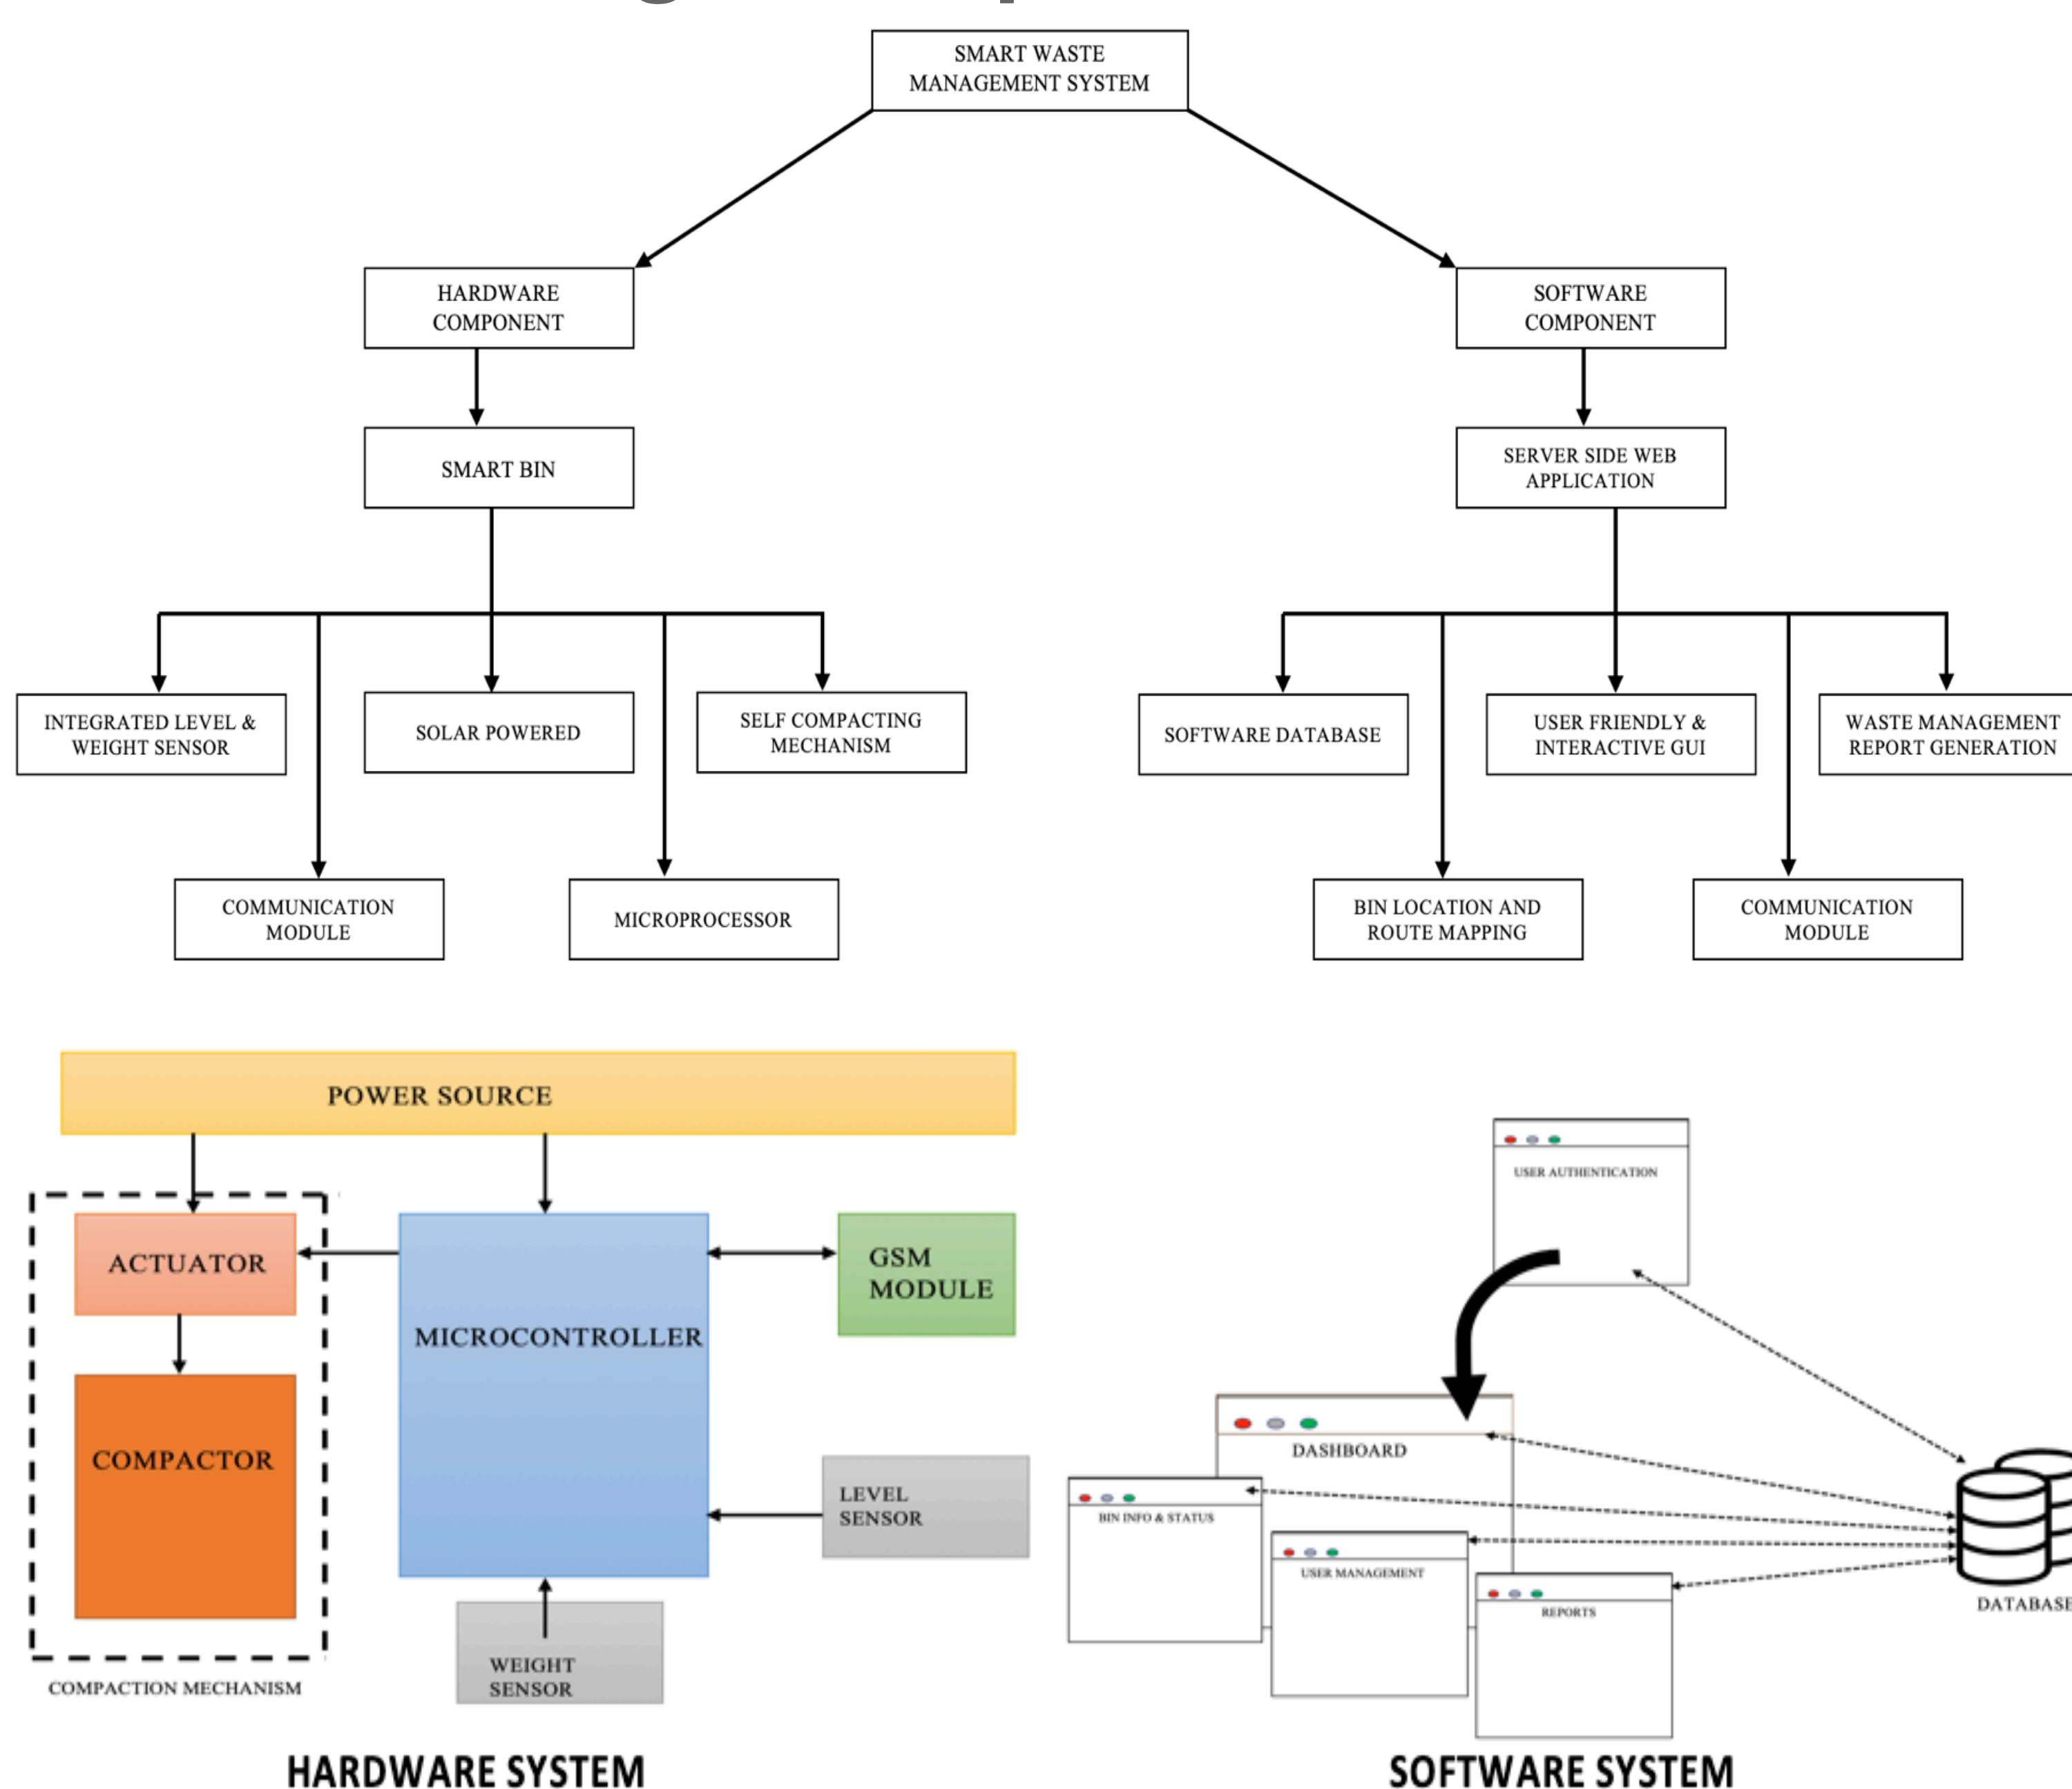 SMART WASTE
MANAGEMENT SYSTEM
HARDWARE
COMPONENT
SOFTWARE
COMPONENT
SMART BIN
SERVER SIDE WEB
APPLICATION
INTEGRATED LEVEL &
WEIGHT SENSOR
SOLAR POWERED
SELF COMPACTING
MECHANISM
SOFTWARE DATABASE
USER FRIENDLY &
INTERACTIVE GUI
WASTE MANAGEMENT
REPORT GENERATION
COMMUNICATION
MODULE
MICROPROCESSOR
BIN LOCATION AND
ROUTE MAPPING
COMMUNICATION
MODULE
POWER SOURCE
ACTUATOR
MICROCONTROLLER
GSM
MODULE
COMPACTOR
LEVEL
SENSOR
WEIGHT
SENSOR
COMPACTION MECHANISM
HARDWARE SYSTEM
USER AUTHENTICATION
DASHBOARD
BIN INFO & STATUS
USER MANAGEMENT
REPORTS
DATABASE
SOFTWARE SYSTEM